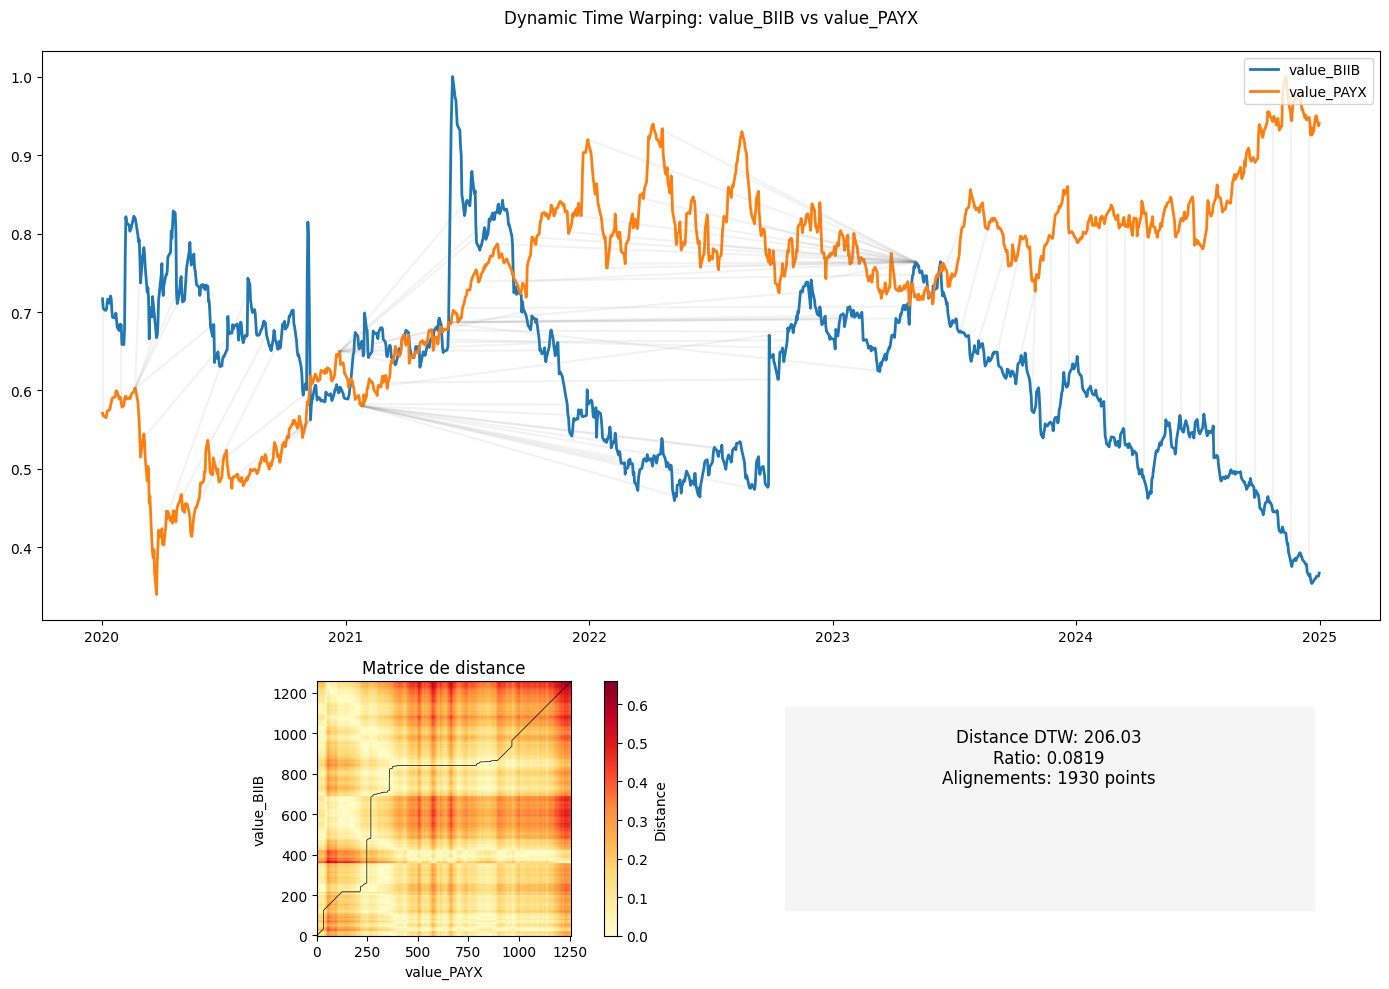 Dynamic Time Warping: value_BIIB vs value_PAYX
value_BIIB
value_PAYX
1.0
0.9
0.8
0.7
0.6
0.5
0.4
2020 2021 2022 2023 2024 2025
Matrice de distance
value_BIIB
1200
1000
800
600
400
200
0
0 250 500 750 1000 1250
value_PAYX
0.6
0.5
0.4
0.3
0.2
0.1
0.0
Distance
Distance DTW: 206.03
Ratio: 0.0819
Alignements: 1930 points